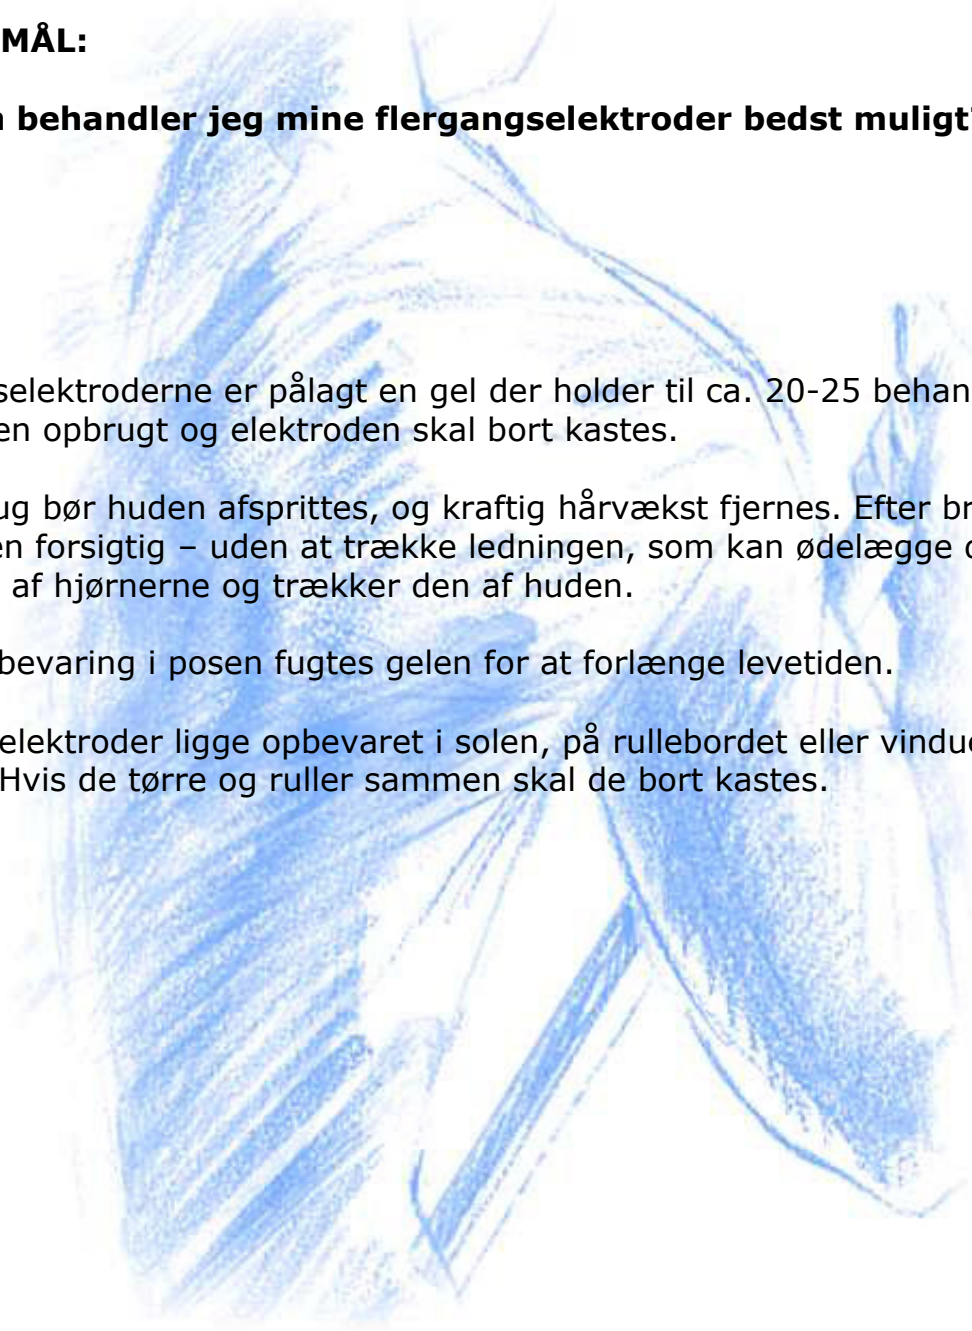 MÅL:
behandler jeg mine flergangselektroder bedst muligt?
selektroderne er pålagt en gel der holder til ca. 20-25 behan
en opbrugt og elektroden skal bort kastes.
ug bør huden afsprittes, og kraftig hårvækst fjernes. Efter br
en forsigtig – uden at trække ledningen, som kan ødelægge
af hjørnerne og trækker den af huden.
bevaring i posen fugtes gelen for at forlænge levetiden.
elektroder ligge opbevaret i solen, på rullebordet eller vindue
Hvis de tørre og ruller sammen skal de bort kastes.